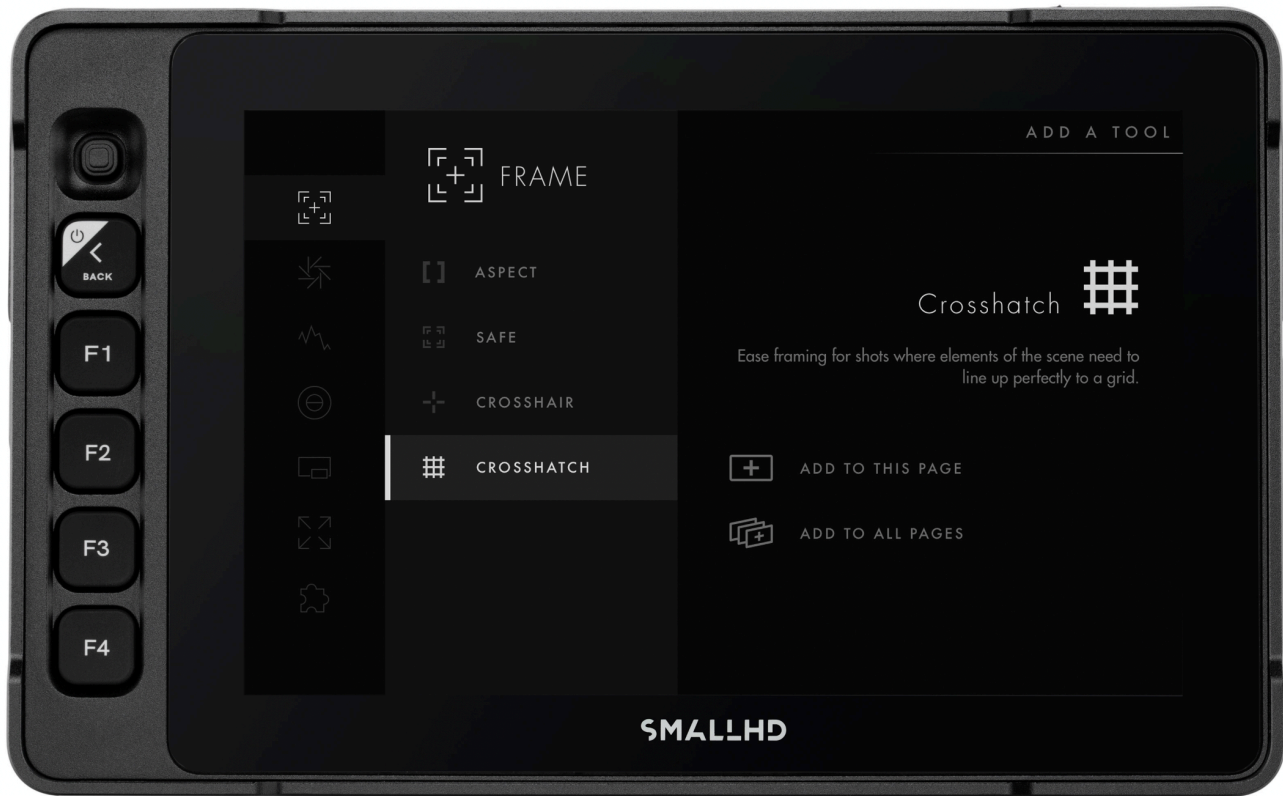 ADD A TOOL
FRAME
ASPECT
SAFE
CROSSHAIR
CROSSHATCH
Crosshatch
Ease framing for shots where elements of the scene need to
line up perfectly to a grid.
ADD TO THIS PAGE
ADD TO ALL PAGES
BACK
F1
F2
F3
F4
SMALLHD